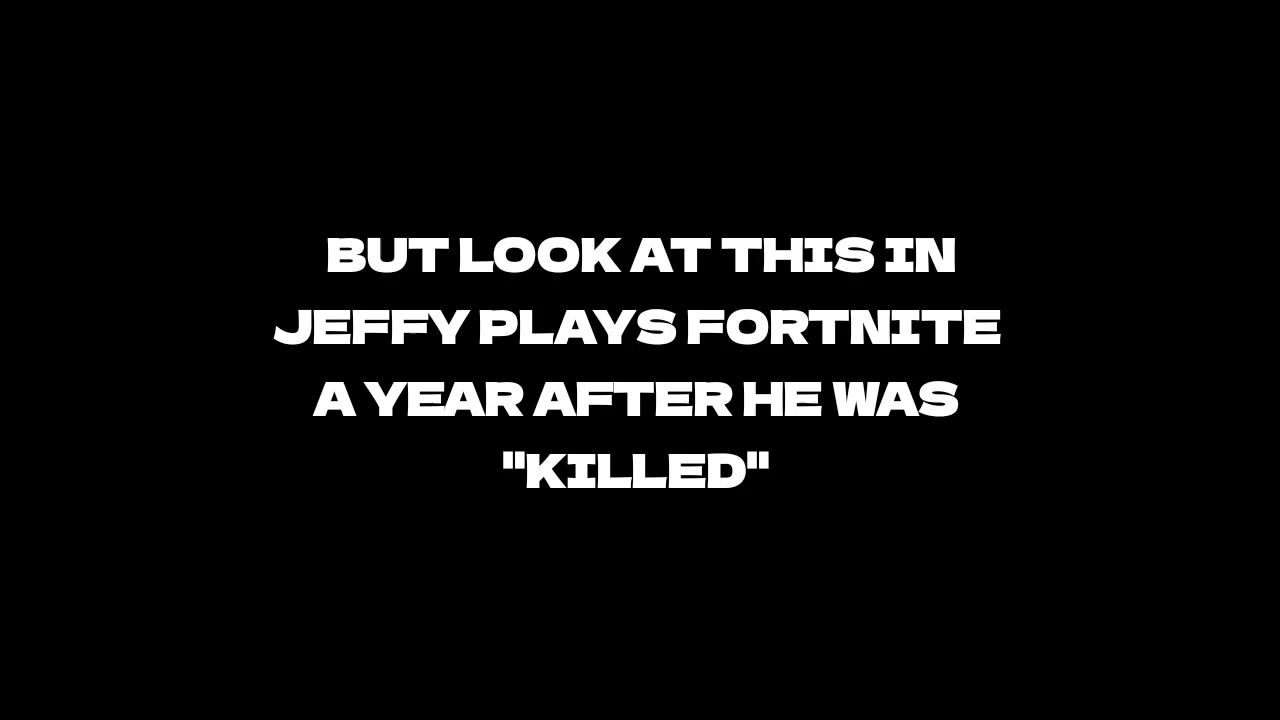 BUT LOOK AT THIS IN
JEFFY PLAYS FORTNITE
A YEAR AFTER HE WAS
"KILLED"